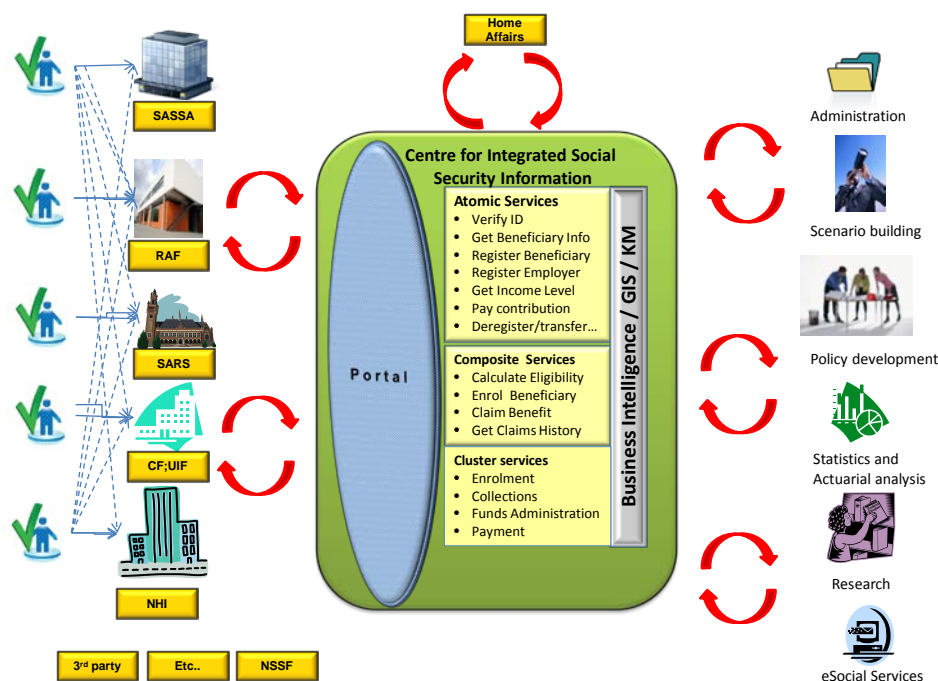 Home
Affairs
SASSA
RAF
SARS
CF;UIF
NHI
3rd party
Etc..
NSSF
Centre for Integrated Social
Security Information
Portal
Atomic Services
• Verify ID
• Get Beneficiary Info
• Register Beneficiary
• Register Employer
• Get Income Level
• Pay contribution
• Deregister/transfer…
Composite Services
• Calculate Eligibility
• Enrol Beneficiary
• Claim Benefit
• Get Claims History
Cluster services
• Enrolment
• Collections
• Funds Administration
• Payment
Business Intelligence / GIS / KM
Administration
Scenario building
Policy development
Statistics and
Actuarial analysis
Research
eSocial Services